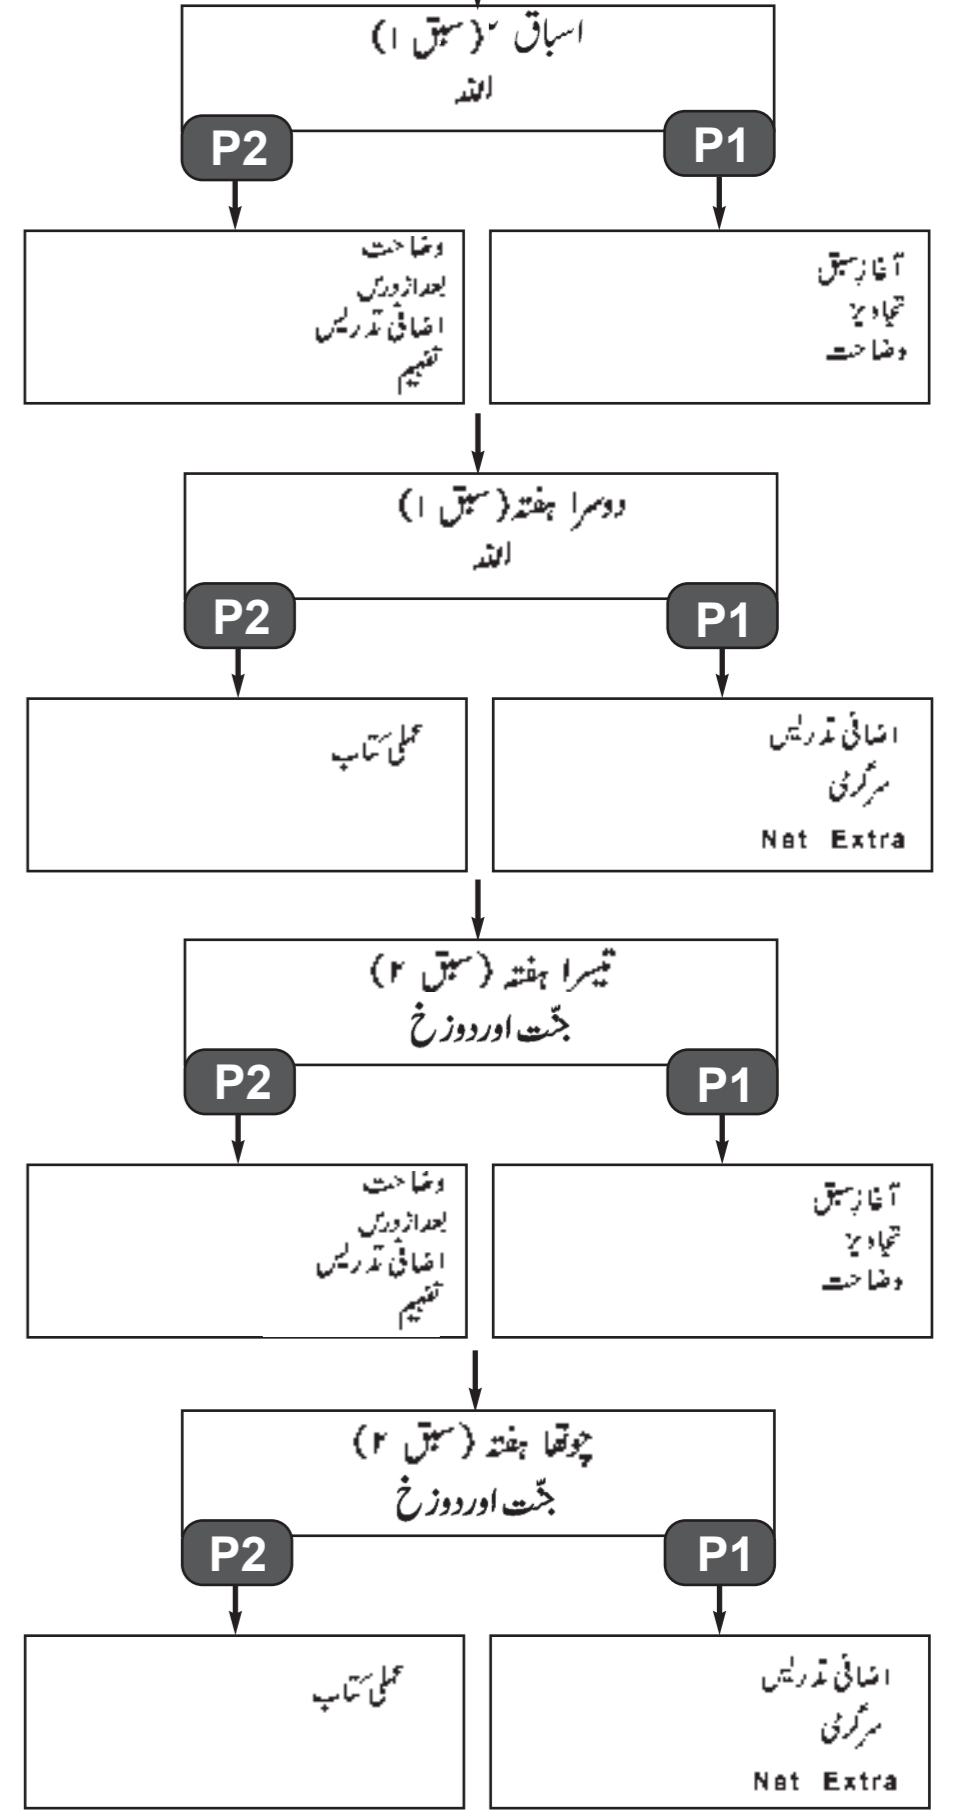 اسباق ۲ (سبق ۱)
اللہ
P1
P2
آغازِ سبق
تجاویز
وضاحت
وضاحت
بعد از درس
اضافی تدریس
تفہیم
دوسرا ہفتہ (سبق ۱)
اللہ
P1
P2
اضافی تدریس
سرگرمی
Net Extra
عملی کتاب
تیسرا ہفتہ (سبق ۲)
جنّت اور دوزخ
P1
P2
آغازِ سبق
تجاویز
وضاحت
وضاحت
بعد از درس
اضافی تدریس
تفہیم
چوتھا ہفتہ (سبق ۲)
جنّت اور دوزخ
P1
P2
اضافی تدریس
سرگرمی
Net Extra
عملی کتاب